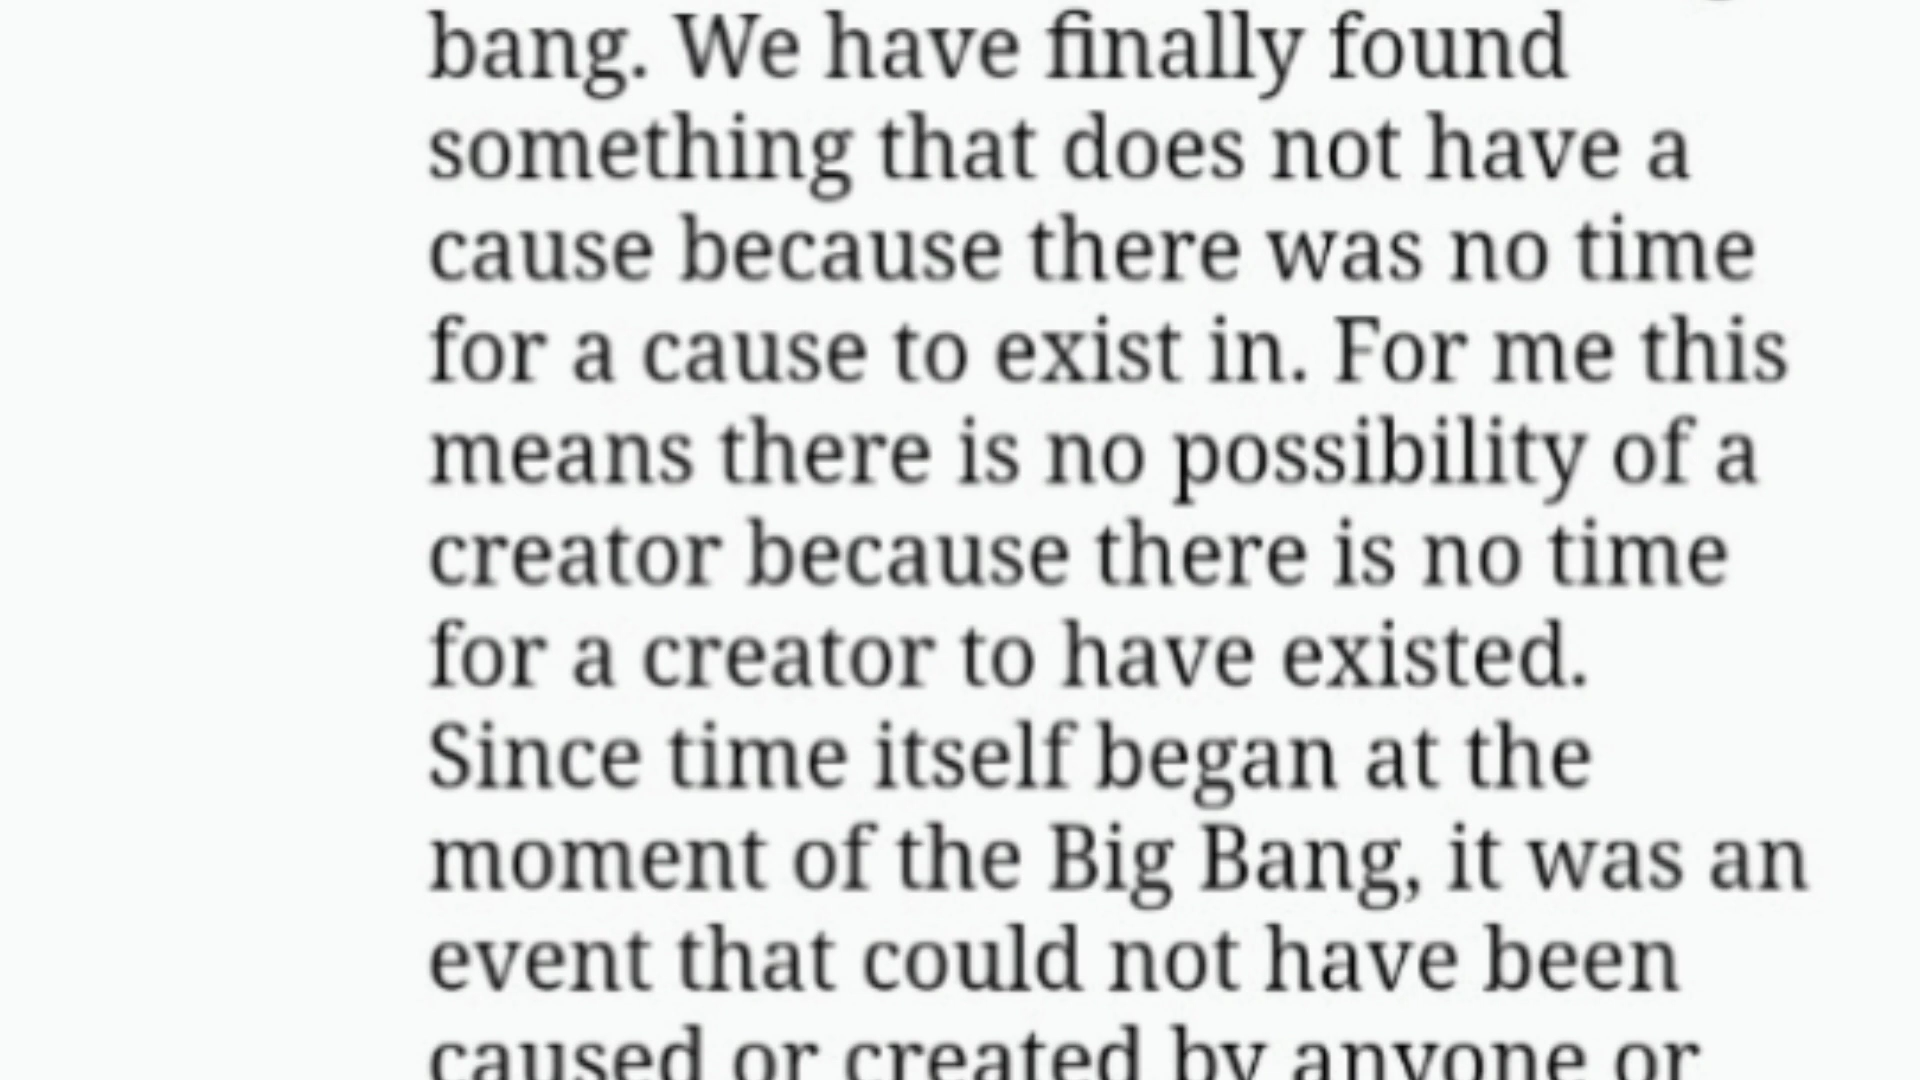 bang. We have finally found
something that does not have a
cause because there was no time
for a cause to exist in. For me this
means there is no possibility of a
creator because there is no time
for a creator to have existed.
Since time itself began at the
moment of the Big Bang, it was an
event that could not have been
caused or created by anyone or